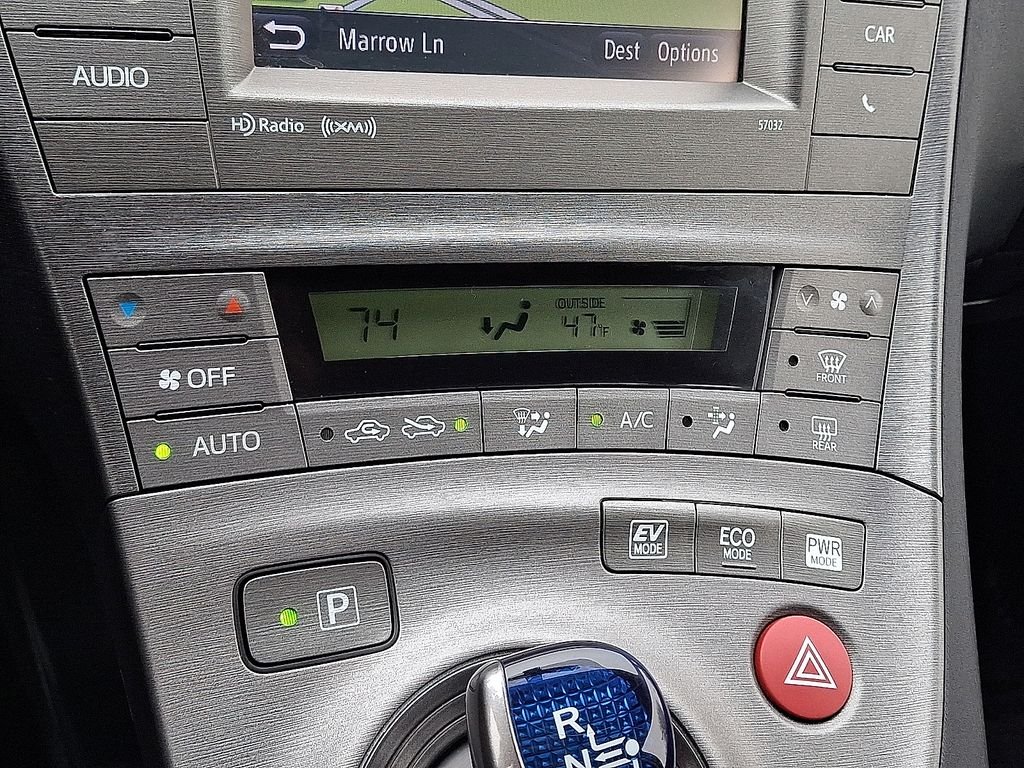 Marrow Ln Dest Options
CAR
AUDIO
HD Radio ((XM))
57032
74
OUTSIDE
47°F
OFF
FRONT
AUTO
A/C
REAR
EV
MODE
ECO
MODE
PWR
MODE
P
R
N